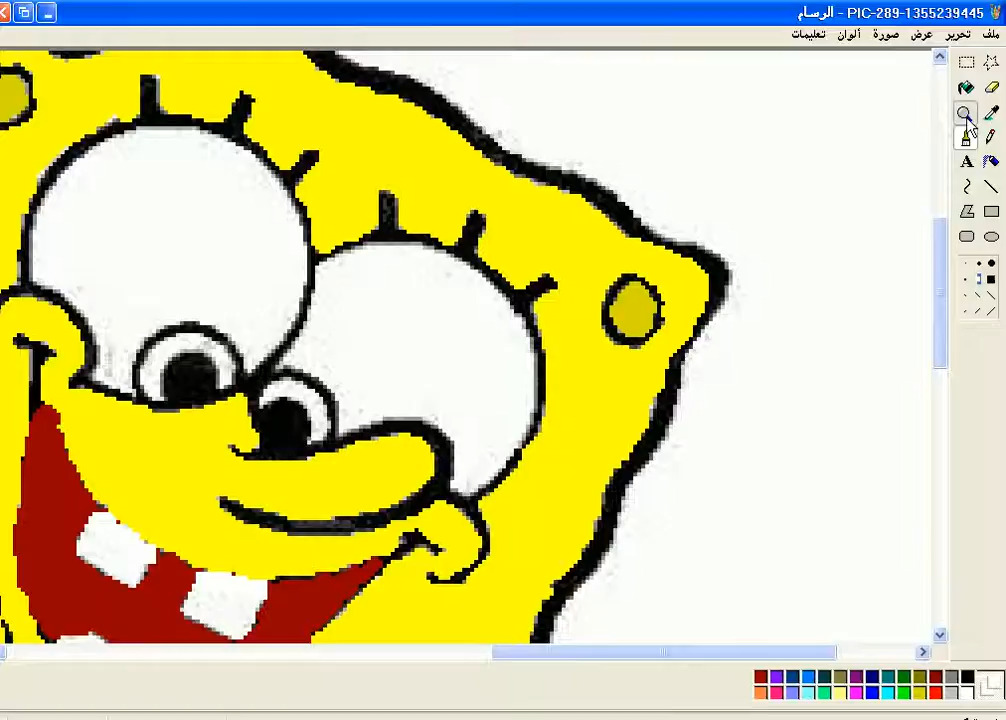 PIC-289-1355239445 - الرسام
ملف تحرير عرض صورة ألوان تعليمات
A